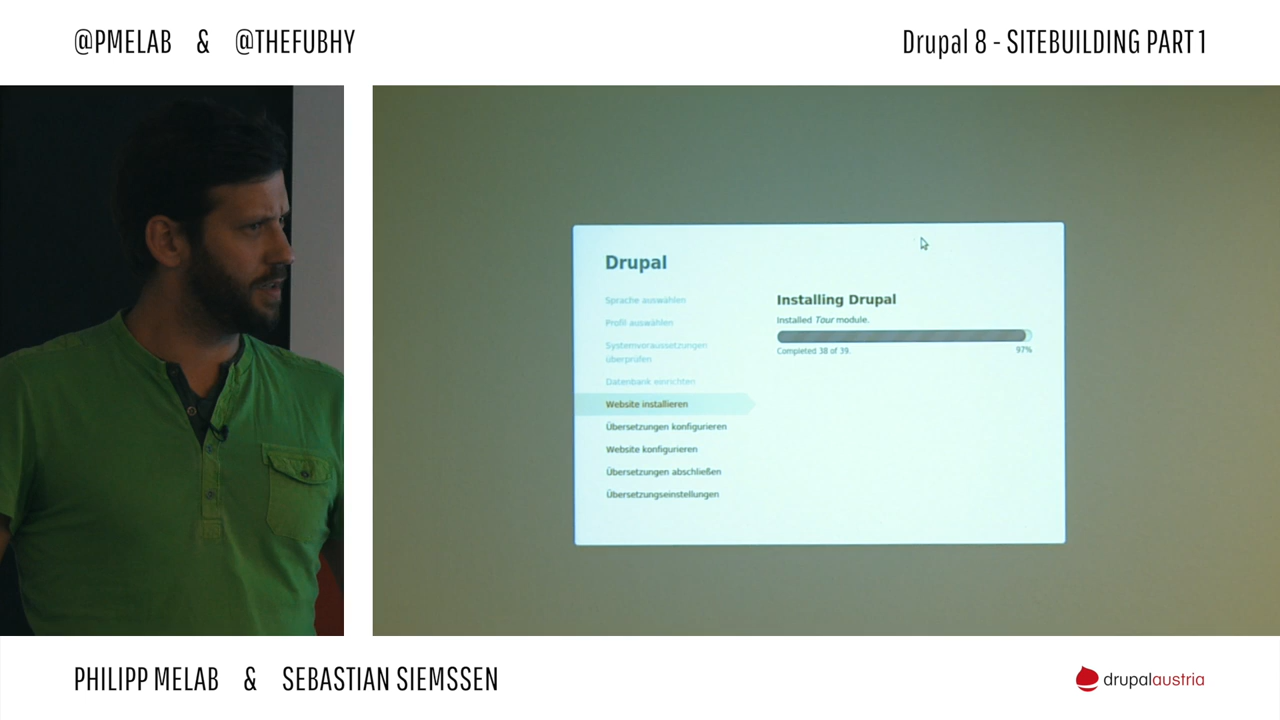 @PMELAB & @THEFUBHY
Drupal 8 - SITEBUILDING PART 1
Drupal
Sprache auswählen
Profil auswählen
Systemvoraussetzungen
überprüfen
Datenbank einrichten
Website installieren
Übersetzungen konfigurieren
Website konfigurieren
Übersetzungen abschließen
Übersetzungseinstellungen
Installing Drupal
Installed Tour module.
Completed 38 of 39.
97%
PHILIPP MELAB & SEBASTIAN SIEMSSEN
drupalaustria